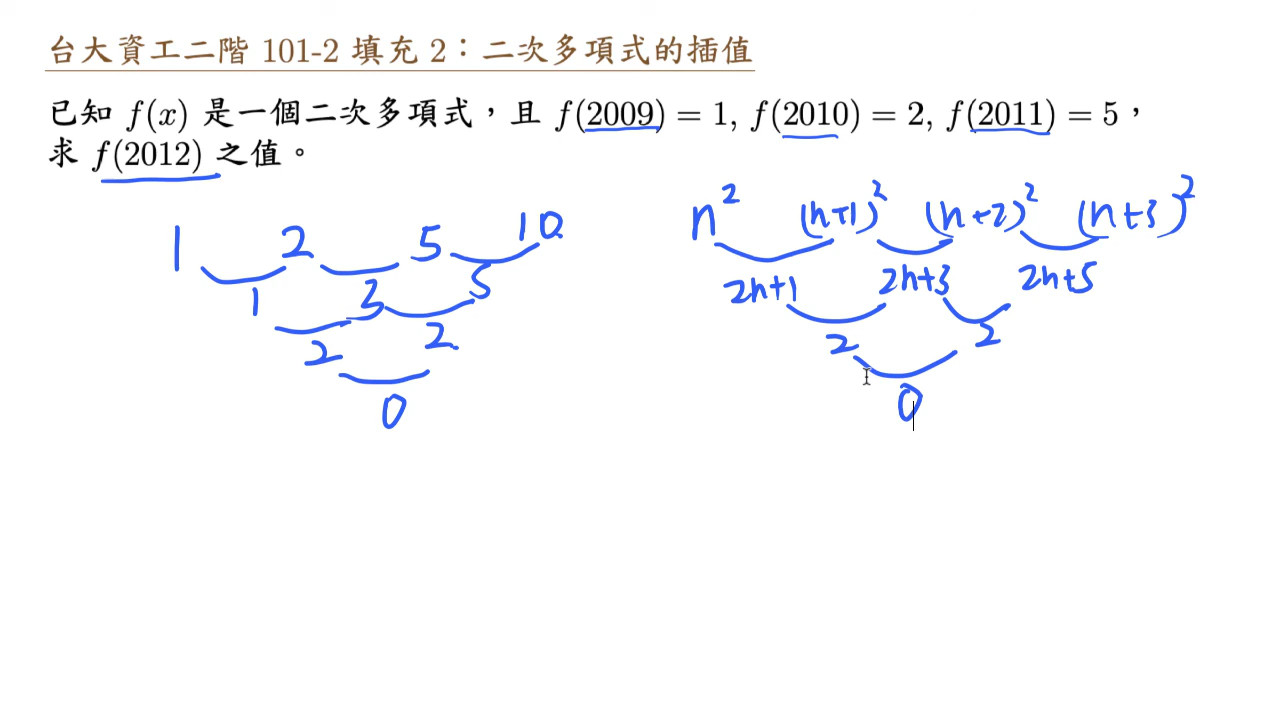 台大資工二階 101-2 填充 2：二次多項式的插值
已知 f(x) 是一個二次多項式，且 f(2009) = 1, f(2010) = 2, f(2011) = 5，
求 f(2012) 之值。
1 2 5 10
1 3 5
2 2
0
n² (n+1)² (n+2)² (n+3)²
2n+1 2n+3 2n+5
2 2
0